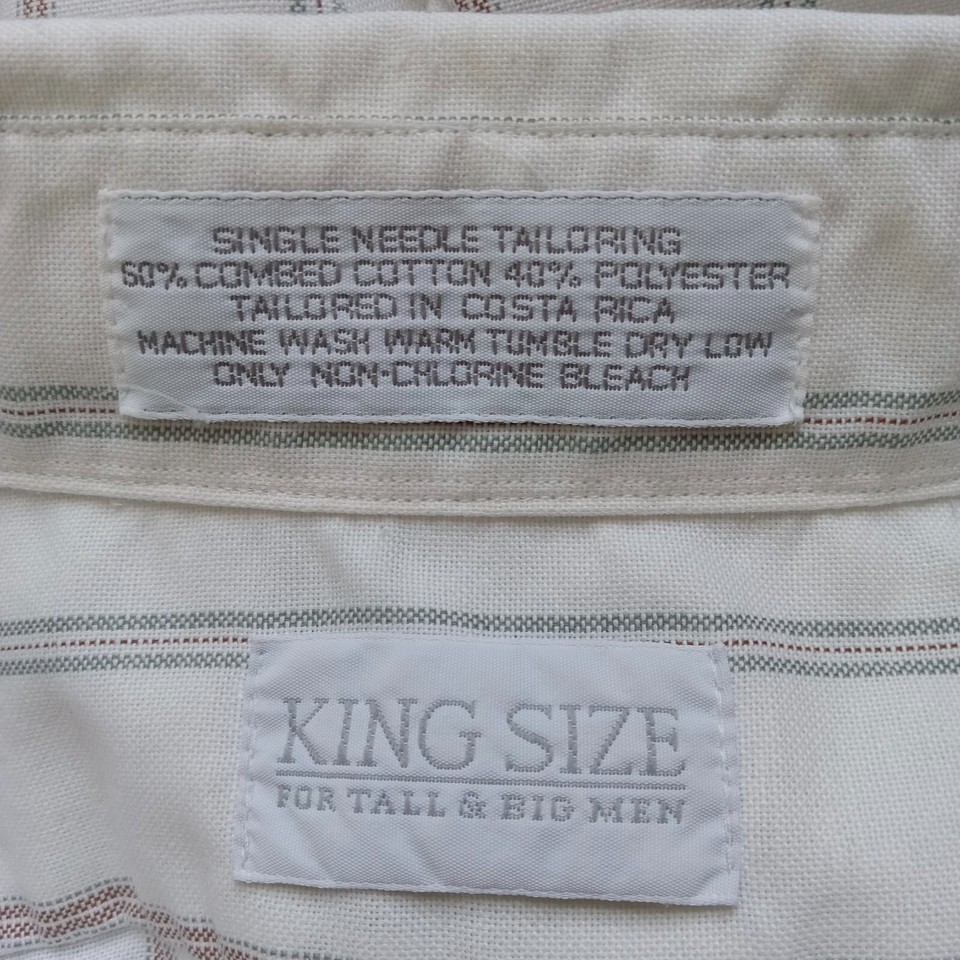 SINGLE NEEDLE TAILORING
60% COMBED COTTON 40% POLYESTER
TAILORED IN COSTA RICA
MACHINE WASH WARM TUMBLE DRY LOW
ONLY NON-CHLORINE BLEACH
KING SIZE
FOR TALL & BIG MEN